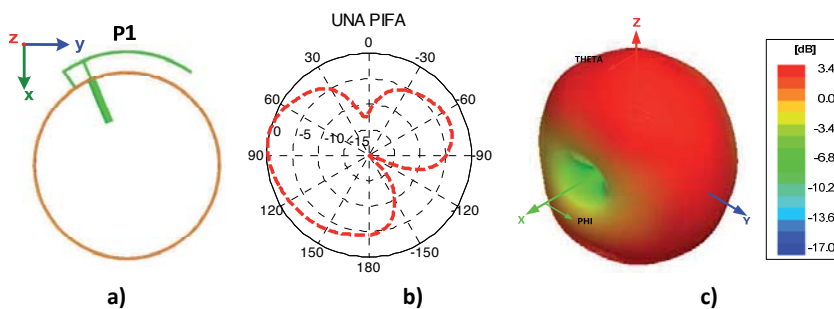 z y x P1
UNA PIFA
0
30 -30
60 -60
0 -5 -10 -15
90 -90
120 -120
150 -150
180
Z
THETA
X
PHI
Y
[dB]
3.4
0.0
-3.4
-6.8
-10.2
-13.6
-17.0
a) b) c)